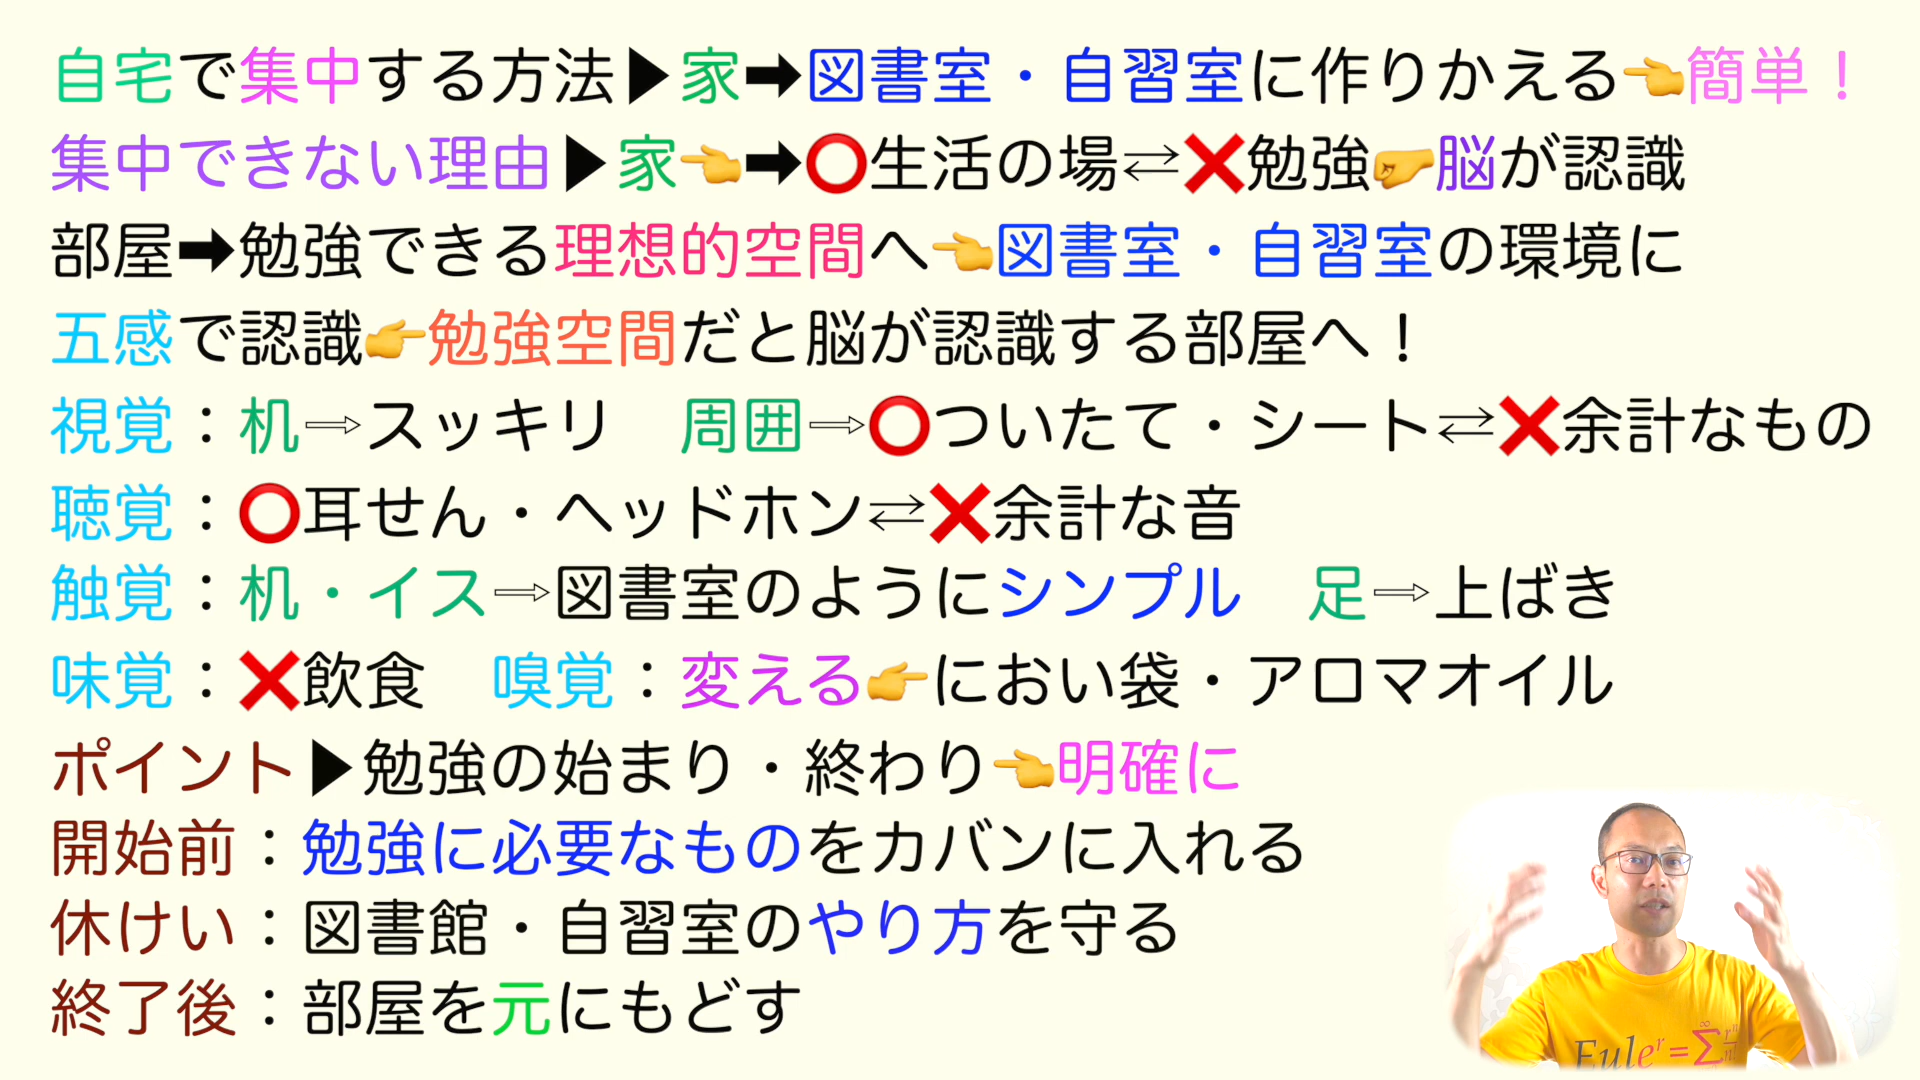 自宅で集中する方法▶家➡図書室・自習室に作りかえる👈簡単！
集中できない理由▶家👈➡⭕生活の場⇄❌勉強🤛脳が認識
部屋➡勉強できる理想的空間へ👈図書室・自習室の環境に
五感で認識👉勉強空間だと脳が認識する部屋へ！
視覚：机⇨スッキリ　周囲⇨⭕ついたて・シート⇄❌余計なもの
聴覚：⭕耳せん・ヘッドホン⇄❌余計な音
触覚：机・イス⇨図書室のようにシンプル　足⇨上ばき
味覚：❌飲食　嗅覚：変える👉におい袋・アロマオイル
ポイント▶勉強の始まり・終わり👈明確に
開始前：勉強に必要なものをカバンに入れる
休けい：図書館・自習室のやり方を守る
終了後：部屋を元にもどす
Euler=∑